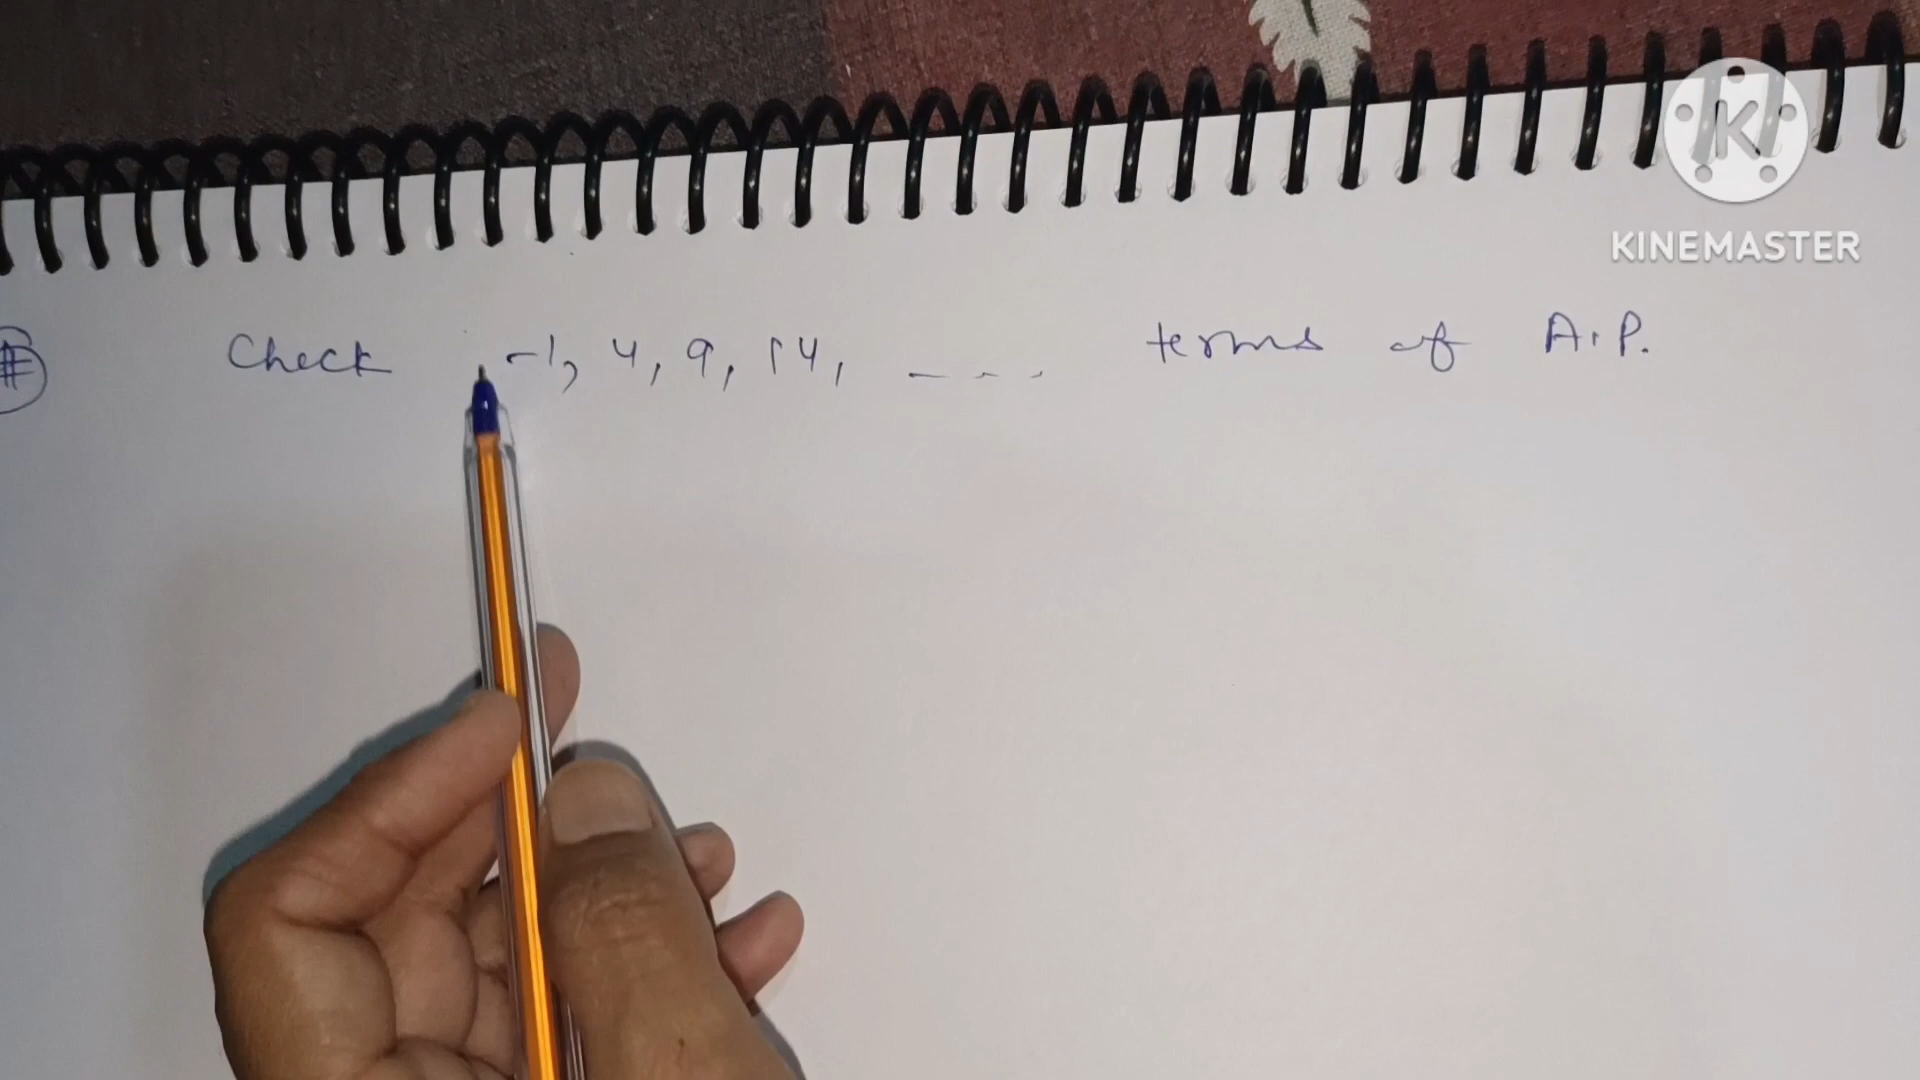 K
KINEMASTER
# Check -1, 4, 9, 14, - - - terms of A.P.